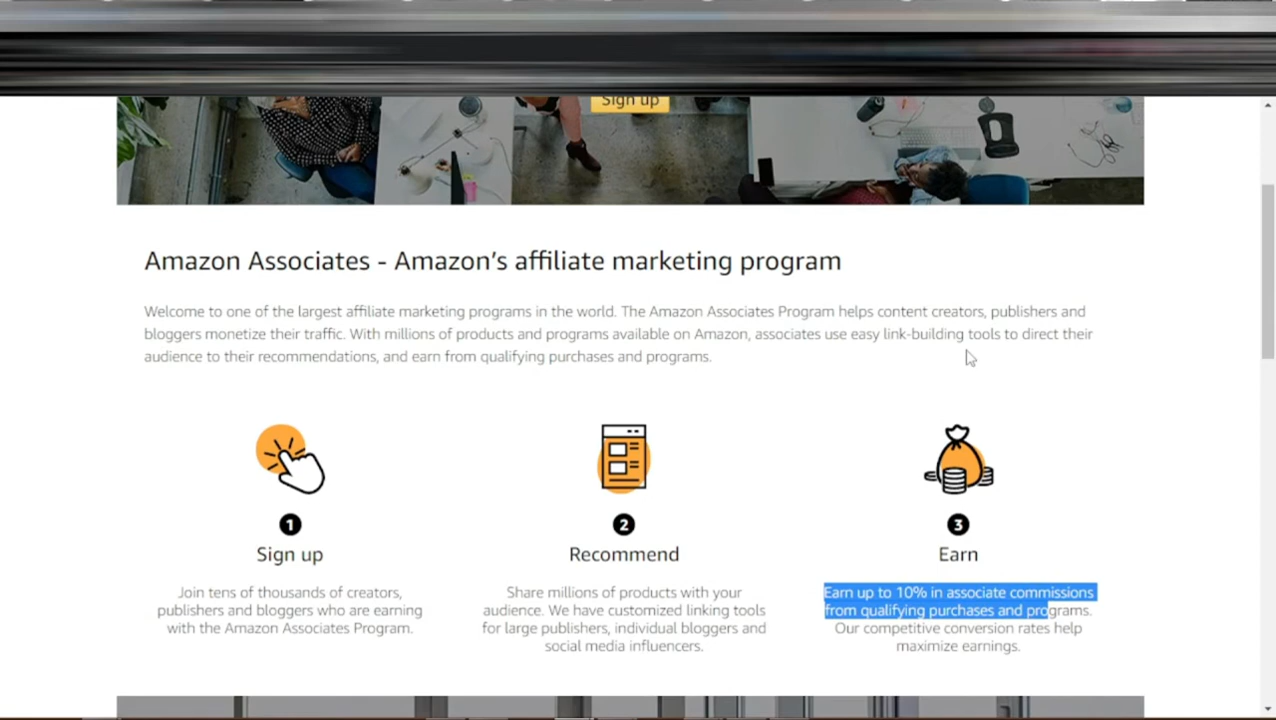 Sign up
Amazon Associates - Amazon's affiliate marketing program
Welcome to one of the largest affiliate marketing programs in the world. The Amazon Associates Program helps content creators, publishers and
bloggers monetize their traffic. With millions of products and programs available on Amazon, associates use easy link-building tools to direct their
audience to their recommendations, and earn from qualifying purchases and programs.
1
Sign up
Join tens of thousands of creators,
publishers and bloggers who are earning
with the Amazon Associates Program.
2
Recommend
Share millions of products with your
audience. We have customized linking tools
for large publishers, individual bloggers and
social media influencers.
3
Earn
Earn up to 10% in associate commissions
from qualifying purchases and programs.
Our competitive conversion rates help
maximize earnings.